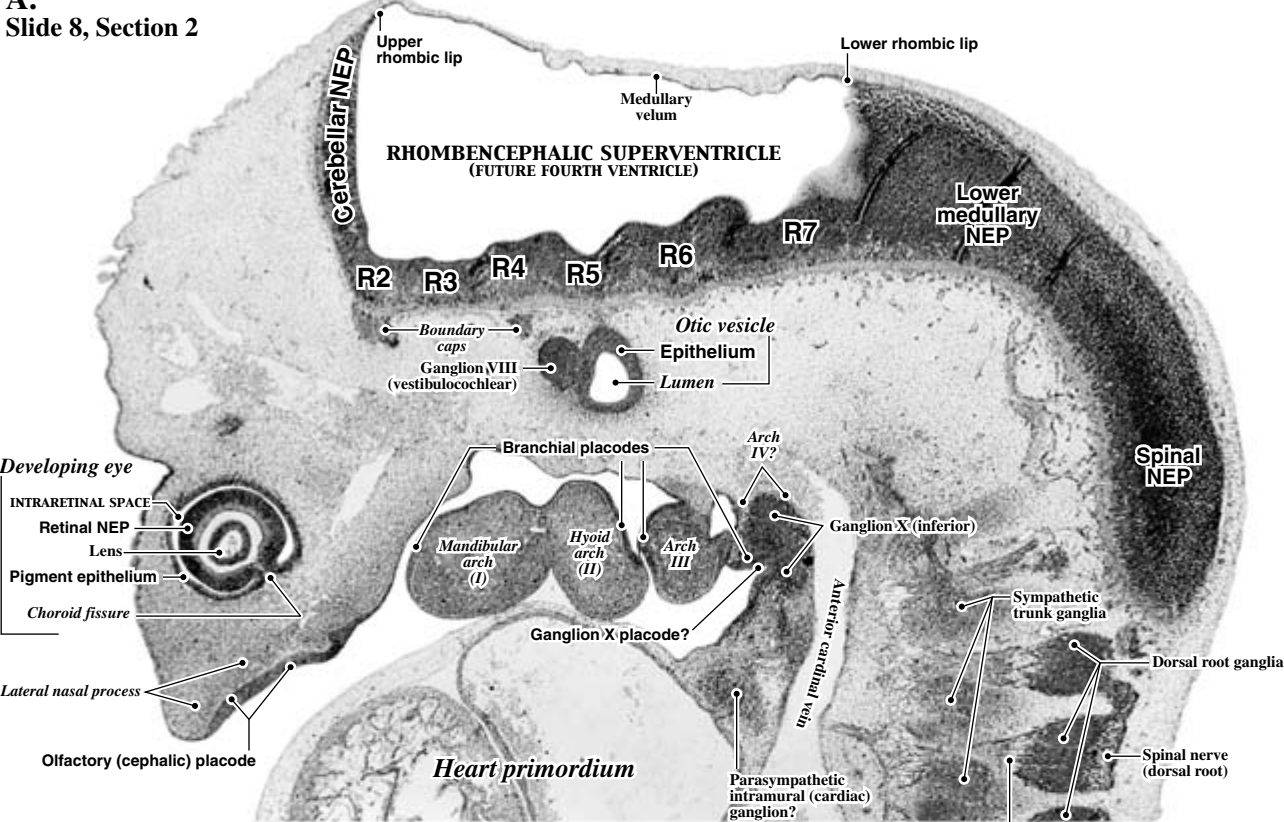 A.
Slide 8, Section 2
Upper
rhombic lip
Lower rhombic lip
Cerebellar NEP
Medullary
velum
RHOMBENCEPHALIC SUPERVENTRICLE
(FUTURE FOURTH VENTRICLE)
Lower
medullary
NEP
R2
R3
R4
R5
R6
R7
Boundary
caps
Otic vesicle
Epithelium
Lumen
Ganglion VIII
(vestibulocochlear)
Branchial placodes
Arch
IV?
Spinal
NEP
Developing eye
INTRARETINAL SPACE
Retinal NEP
Lens
Pigment epithelium
Choroid fissure
Mandibular
arch
(I)
Hyoid
arch
(II)
Arch
III
Ganglion X (inferior)
Ganglion X placode?
Anterior cardinal vein
Sympathetic
trunk ganglia
Dorsal root ganglia
Lateral nasal process
Olfactory (cephalic) placode
Heart primordium
Parasympathetic
intramural (cardiac)
ganglion?
Spinal nerve
(dorsal root)